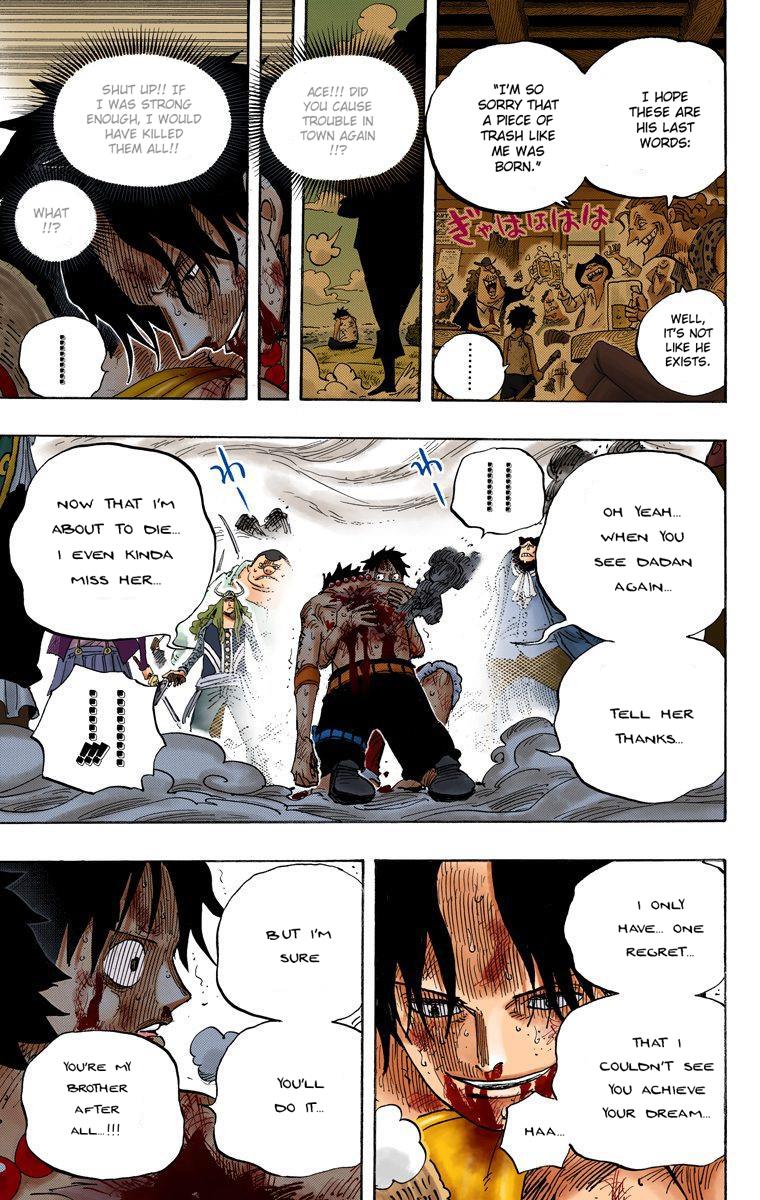 I HOPE
THESE ARE
HIS LAST
WORDS:
"I'M SO
SORRY THAT
A PIECE OF
TRASH LIKE
ME WAS
BORN."
ぎゃはははは
WELL,
IT'S NOT
LIKE HE
EXISTS.
........
ACE!!! DID
YOU CAUSE
TROUBLE IN
TOWN AGAIN
!!?
SHUT UP!! IF
I WAS STRONG
ENOUGH, I WOULD
HAVE KILLED
THEM ALL!!
WHAT
!!?
OH YEAH...
WHEN YOU
SEE DADAN
AGAIN...
TELL HER
THANKS...
NOW THAT I'M
ABOUT TO DIE...
I EVEN KINDA
MISS HER...
I ONLY
HAVE... ONE
REGRET...
THAT I
COULDN'T SEE
YOU ACHIEVE
YOUR DREAM...
HAA...
BUT I'M
SURE
YOU'LL
DO IT...
YOU'RE MY
BROTHER
AFTER
ALL...!!!